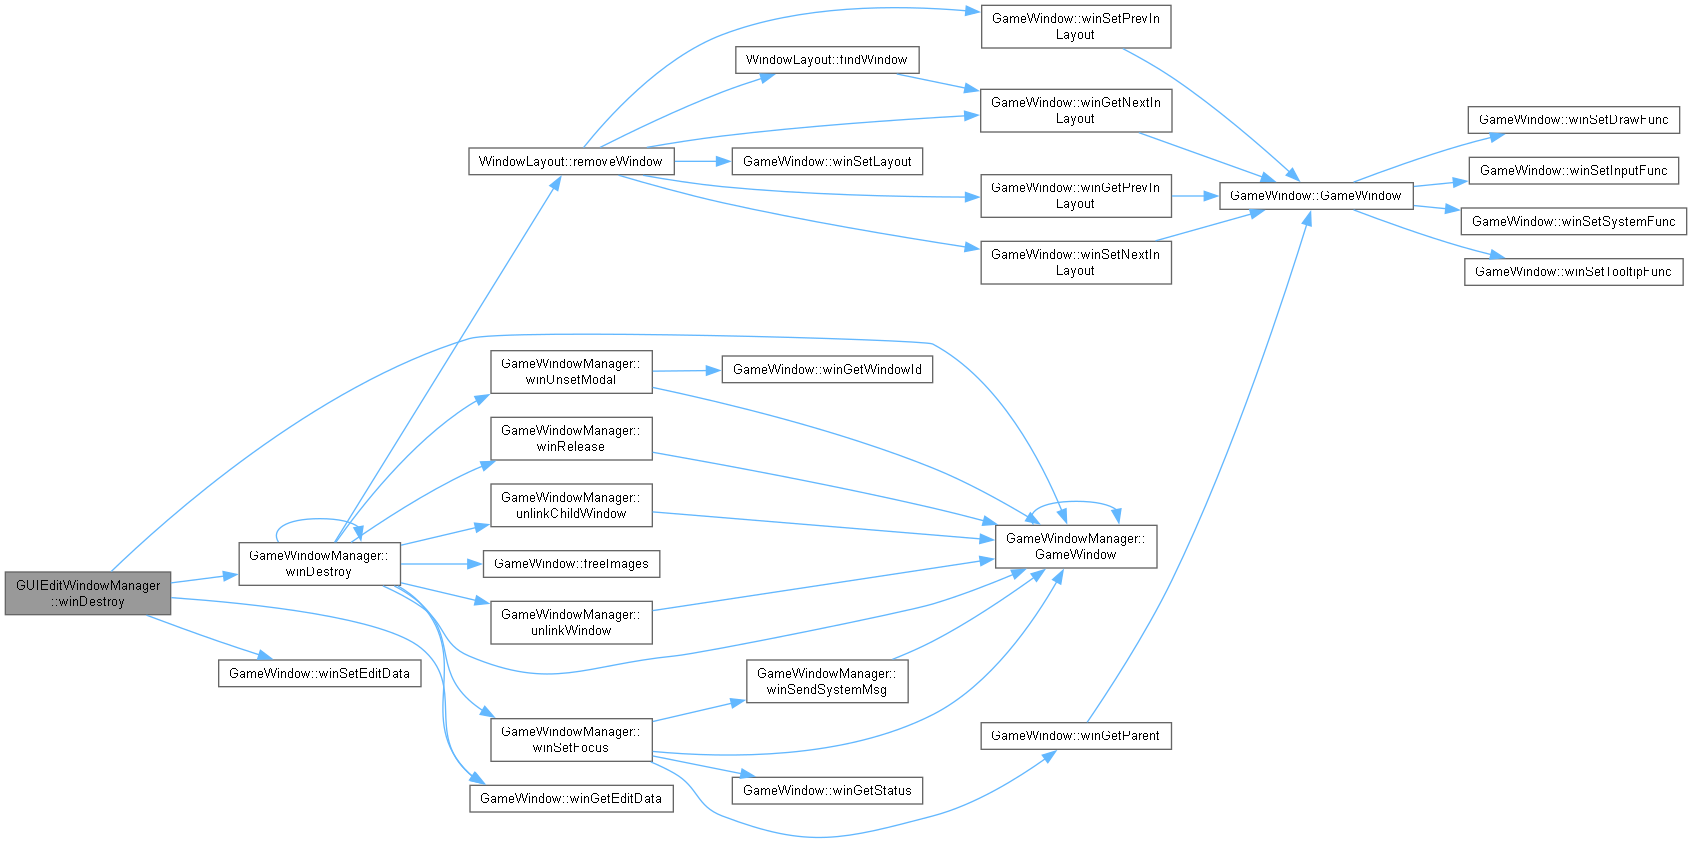 GameWindow::winSetPrevIn
Layout
WindowLayout::findWindow
GameWindow::winGetNextIn
Layout
GameWindow::winSetDrawFunc
WindowLayout::removeWindow
GameWindow::winSetLayout
GameWindow::winSetInputFunc
GameWindow::winGetPrevIn
Layout
GameWindow::GameWindow
GameWindow::winSetSystemFunc
GameWindow::winSetNextIn
Layout
GameWindow::winSetTooltipFunc
GameWindowManager::
winUnsetModal
GameWindow::winGetWindowId
GameWindowManager::
winRelease
GameWindowManager::
unlinkChildWindow
GameWindowManager::
GameWindow
GameWindowManager::
winDestroy
GameWindow::freeImages
GUIEditWindowManager
::winDestroy
GameWindowManager::
unlinkWindow
GameWindow::winSetEditData
GameWindowManager::
winSendSystemMsg
GameWindowManager::
winSetFocus
GameWindow::winGetParent
GameWindow::winGetStatus
GameWindow::winGetEditData